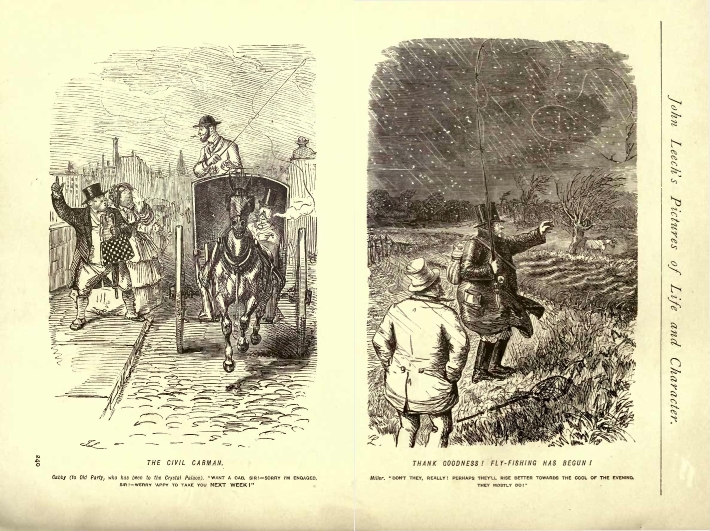 John Leech's Pictures of Life and Character.
240
THE CIVIL CABMAN.
Cabby (to Old Party, who has been to the Crystal Palace). "WANT A CAB, SIR!—SORRY I'M ENGAGED,
SIR!—WERRY 'APPY TO TAKE YOU NEXT WEEK!"
THANK GOODNESS! FLY-FISHING HAS BEGUN!
Miller. "DON'T THEY, REALLY! PERHAPS THEY'LL RISE BETTER TOWARDS THE COOL OF THE EVENING,
THEY MOSTLY DO!"